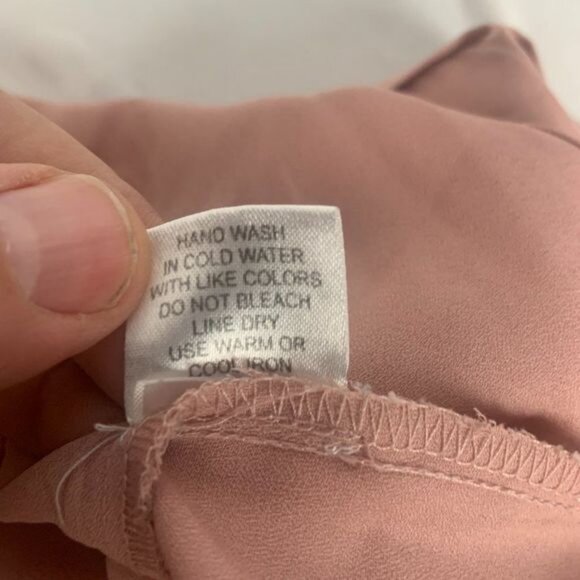 HAND WASH
IN COLD WATER
WITH LIKE COLORS
DO NOT BLEACH
LINE DRY
USE WARM OR
COOL IRON